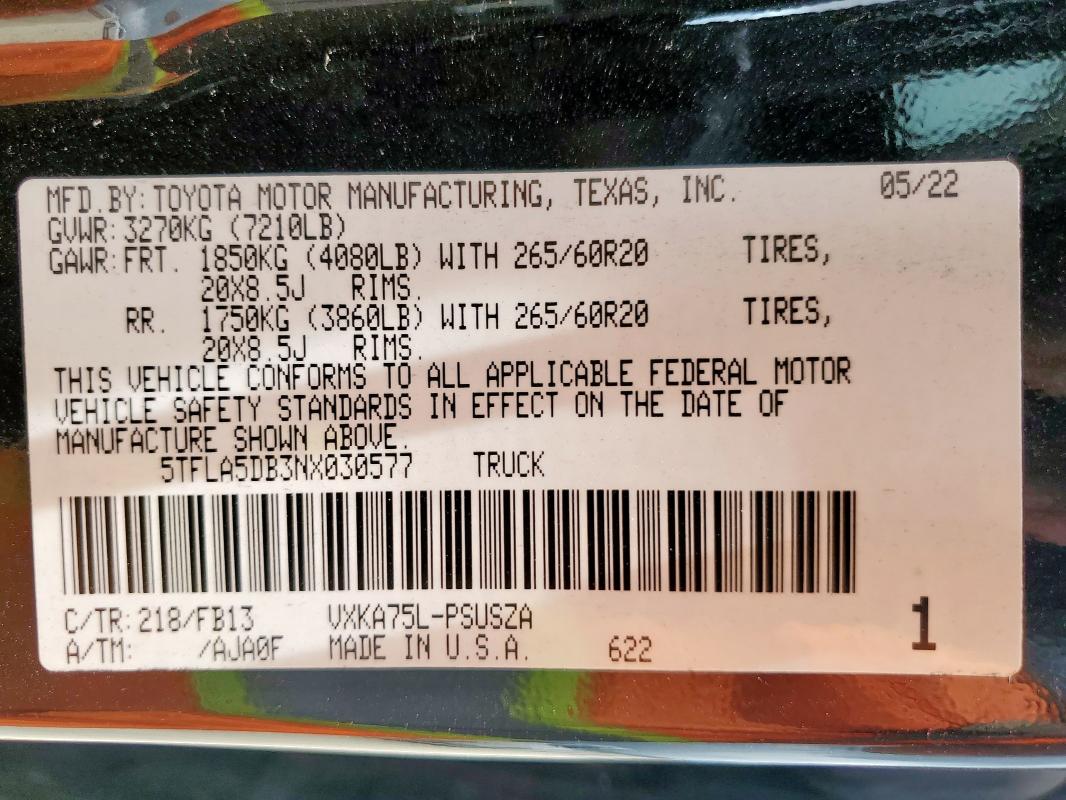 MFD.BY: TOYOTA MOTOR MANUFACTURING, TEXAS, INC. 05/22
GVWR: 3270KG (7210LB)
GAWR: FRT. 1850KG (4080LB) WITH 265/60R20 TIRES,
20X8.5J RIMS.
RR. 1750KG (3860LB) WITH 265/60R20 TIRES,
20X8.5J RIMS.
THIS VEHICLE CONFORMS TO ALL APPLICABLE FEDERAL MOTOR
VEHICLE SAFETY STANDARDS IN EFFECT ON THE DATE OF
MANUFACTURE SHOWN ABOVE.
5TFLA5DB3NX030577 TRUCK
C/TR: 218/FB13 VXKA75L-PSUSZA
A/TM: /AJA0F MADE IN U.S.A. 622
1